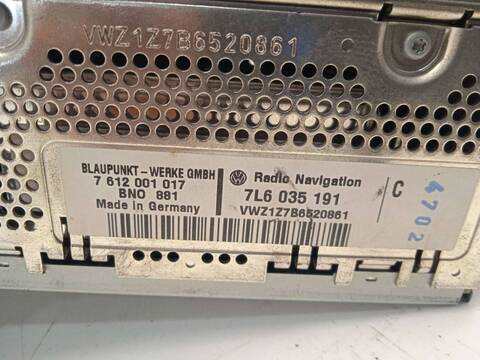 VWZ1Z7B6520861
BLAUPUNKT - WERKE GMBH
7 612 001 017
BNO 881
Made in Germany
Radio Navigation
7L6 035 191
VWZ1Z7B6520861
C
4702